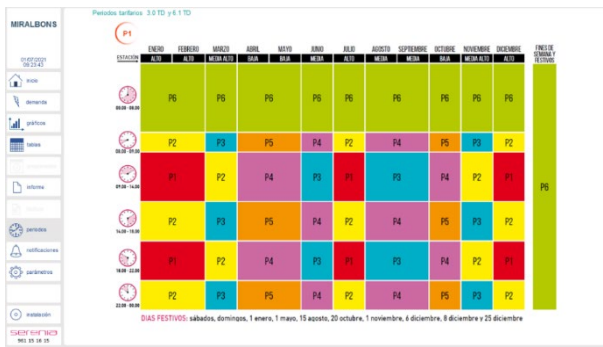 Periodos tarifarios 3.0 TD y 6.1 TD
MIRALBONS
P1
01/07/2021
09:23:43
ENERO FEBRERO MARZO ABRIL MAYO JUNIO JULIO AGOSTO SEPTIEMBRE OCTUBRE NOVIEMBRE DICIEMBRE FINES DE SEMANA Y FESTIVOS
ESTACIÓN ALTO ALTO MEDIA ALTO BAJA BAJA MEDIA ALTO MEDIA MEDIA BAJA MEDIA ALTO ALTO
inicio
demanda
gráficos
tablas
informes
periodos
notificaciones
parámetros
instalación
00.00 - 08.00 P6 P6 P6 P6 P6 P6 P6 P6 P6
08.00 - 09.00 P2 P3 P5 P4 P2 P4 P5 P3 P2
09.00 - 14.00 P1 P2 P4 P3 P1 P3 P4 P2 P1
P6
14.00 - 18.00 P2 P3 P5 P4 P2 P4 P5 P3 P2
18.00 - 22.00 P1 P2 P4 P3 P1 P3 P4 P2 P1
22.00 - 00.00 P2 P3 P5 P4 P2 P4 P5 P3 P2
DIAS FESTIVOS: sábados, domingos, 1 enero, 1 mayo, 15 agosto, 20 octubre, 1 noviembre, 6 diciembre, 8 diciembre y 25 diciembre
serenia
961 15 16 15